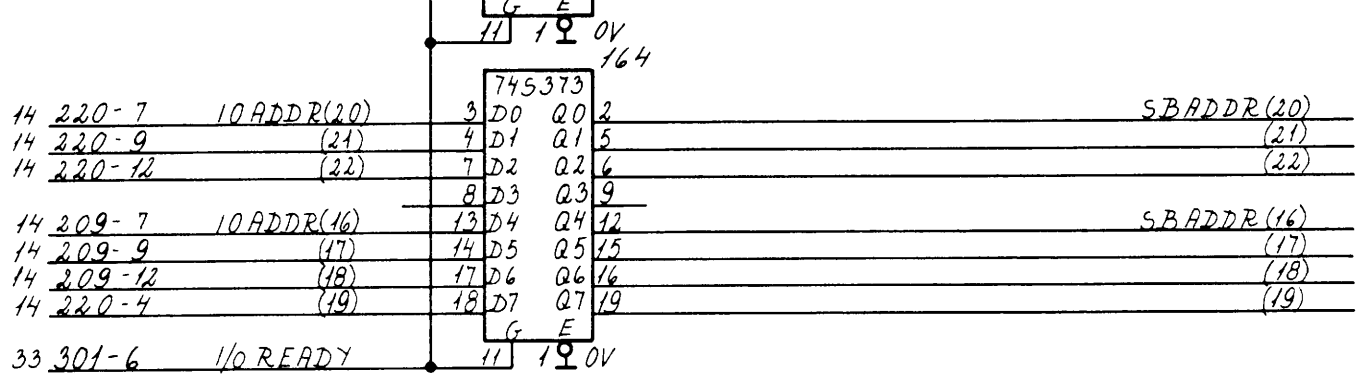 G E
11 1 0V
164
74S373
14 220-7 IOADDR(20) 3 D0 Q0 2 SBADDR(20)
14 220-9 (21) 4 D1 Q1 5 (21)
14 220-12 (22) 7 D2 Q2 6 (22)
8 D3 Q3 9
14 209-7 IOADDR(16) 13 D4 Q4 12 SBADDR(16)
14 209-9 (17) 14 D5 Q5 15 (17)
14 209-12 (18) 17 D6 Q6 16 (18)
14 220-4 (19) 18 D7 Q7 19 (19)
G E
33 301-6 I/O READY 11 1 0V